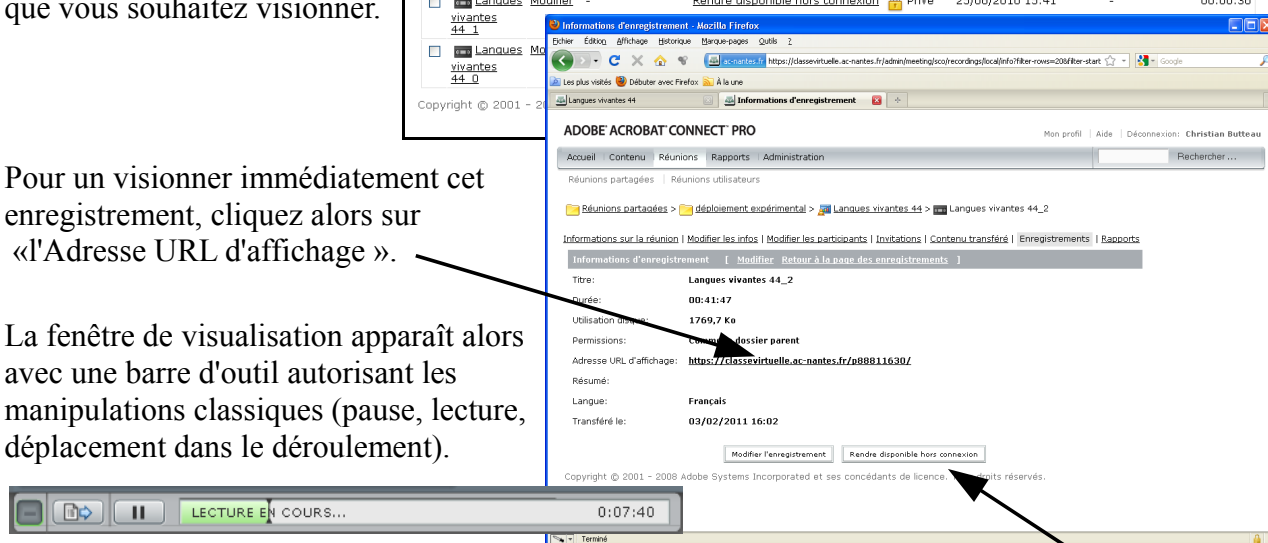 que vous souhaitez visionner.
Langues Modifier - Rendre disponible hors connexion Privé 25/06/2010 15:41 - 00:00:30
vivantes
44_1
Langues Mo
vivantes
44_0
Copyright © 2001 - 20
Pour un visionner immédiatement cet
enregistrement, cliquez alors sur
«l'Adresse URL d'affichage ».
La fenêtre de visualisation apparaît alors
avec une barre d'outil autorisant les
manipulations classiques (pause, lecture,
déplacement dans le déroulement).
LECTURE EN COURS... 0:07:40
Informations d'enregistrement - Mozilla Firefox
Fichier Édition Affichage Historique Marque-pages Outils ?
ac-nantes.fr https://classevirtuelle.ac-nantes.fr/admin/meeting/sco/recordings/local/info?filter-rows=20&filter-start Google
Les plus visités Débuter avec Firefox À la une
Langues vivantes 44 Informations d'enregistrement
ADOBE® ACROBAT® CONNECT™ PRO
Mon profil | Aide | Déconnexion: Christian Butteau
Accueil Contenu Réunions Rapports Administration Rechercher ...
Réunions partagées | Réunions utilisateurs
Réunions partagées > déploiement expérimental > Langues vivantes 44 > Langues vivantes 44_2
Informations sur la réunion | Modifier les infos | Modifier les participants | Invitations | Contenu transféré | Enregistrements | Rapports
Informations d'enregistrement [ Modifier Retour à la page des enregistrements ]
Titre: Langues vivantes 44_2
Durée: 00:41:47
Utilisation disque: 1769,7 Ko
Permissions: dossier parent
Adresse URL d'affichage: https://classevirtuelle.ac-nantes.fr/p88811630/
Résumé:
Langue: Français
Transféré le: 03/02/2011 16:02
Modifier l'enregistrement Rendre disponible hors connexion
Copyright © 2001 - 2008 Adobe Systems Incorporated et ses concédants de licence. droits réservés.
Terminé